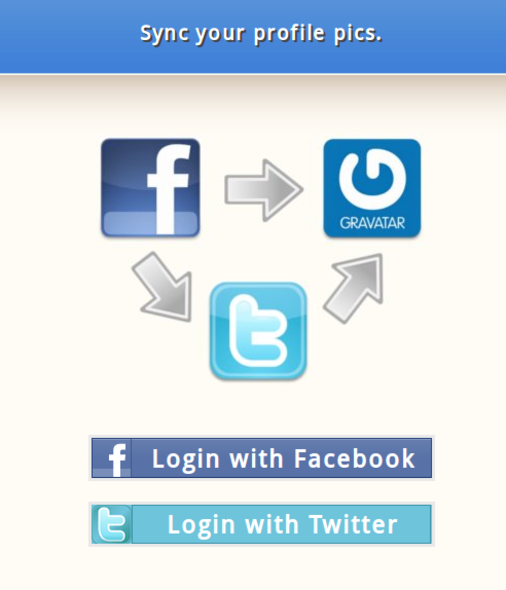 Sync your profile pics.
f
GRAVATAR
t
f Login with Facebook
t Login with Twitter